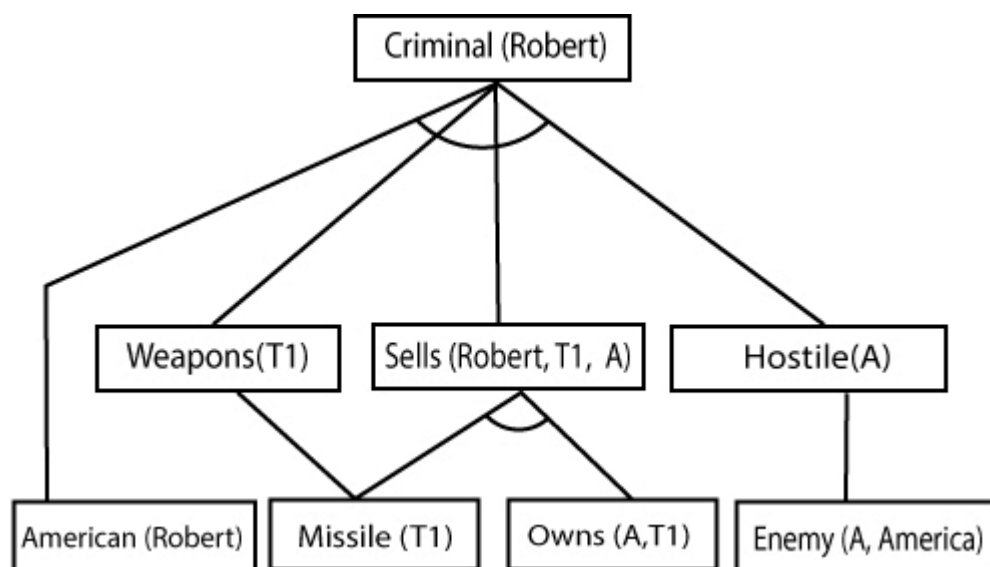 Criminal (Robert)
Weapons(T1)
Sells (Robert, T1, A)
Hostile(A)
American (Robert)
Missile (T1)
Owns (A,T1)
Enemy (A, America)